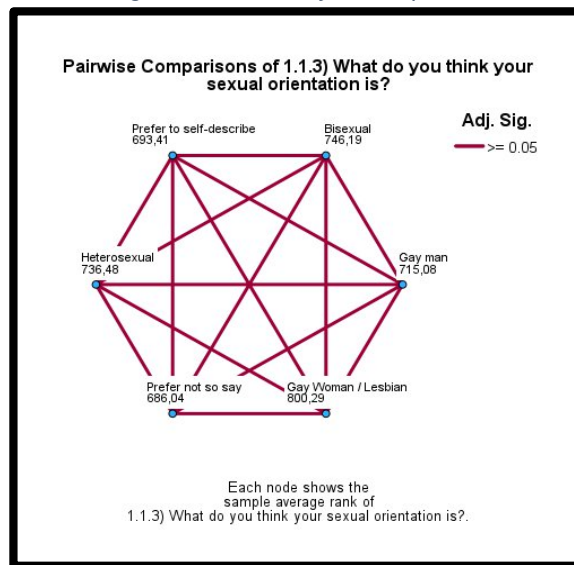 Pairwise Comparisons of 1.1.3) What do you think your
sexual orientation is?
Adj. Sig.
>= 0.05
Prefer to self-describe
693,41
Bisexual
746,19
Heterosexual
736,48
Gay man
715,08
Prefer not so say
686,04
Gay Woman / Lesbian
800,29
Each node shows the
sample average rank of
1.1.3) What do you think your sexual orientation is?.